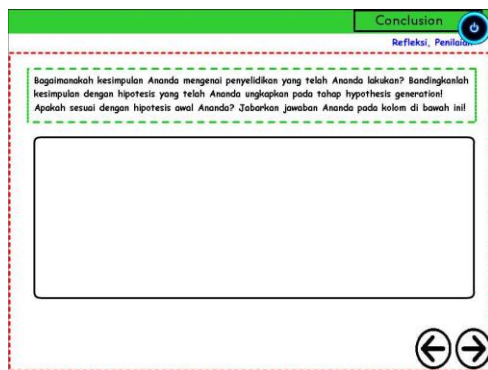 Conclusion
Refleksi, Penilaian
Bagaimanakah kesimpulan Ananda mengenai penyelidikan yang telah Ananda lakukan? Bandingkanlah
kesimpulan dengan hipotesis yang telah Ananda ungkapkan pada tahap hypothesis generation!
Apakah sesuai dengan hipotesis awal Ananda? Jabarkan jawaban Ananda pada kolom di bawah ini!